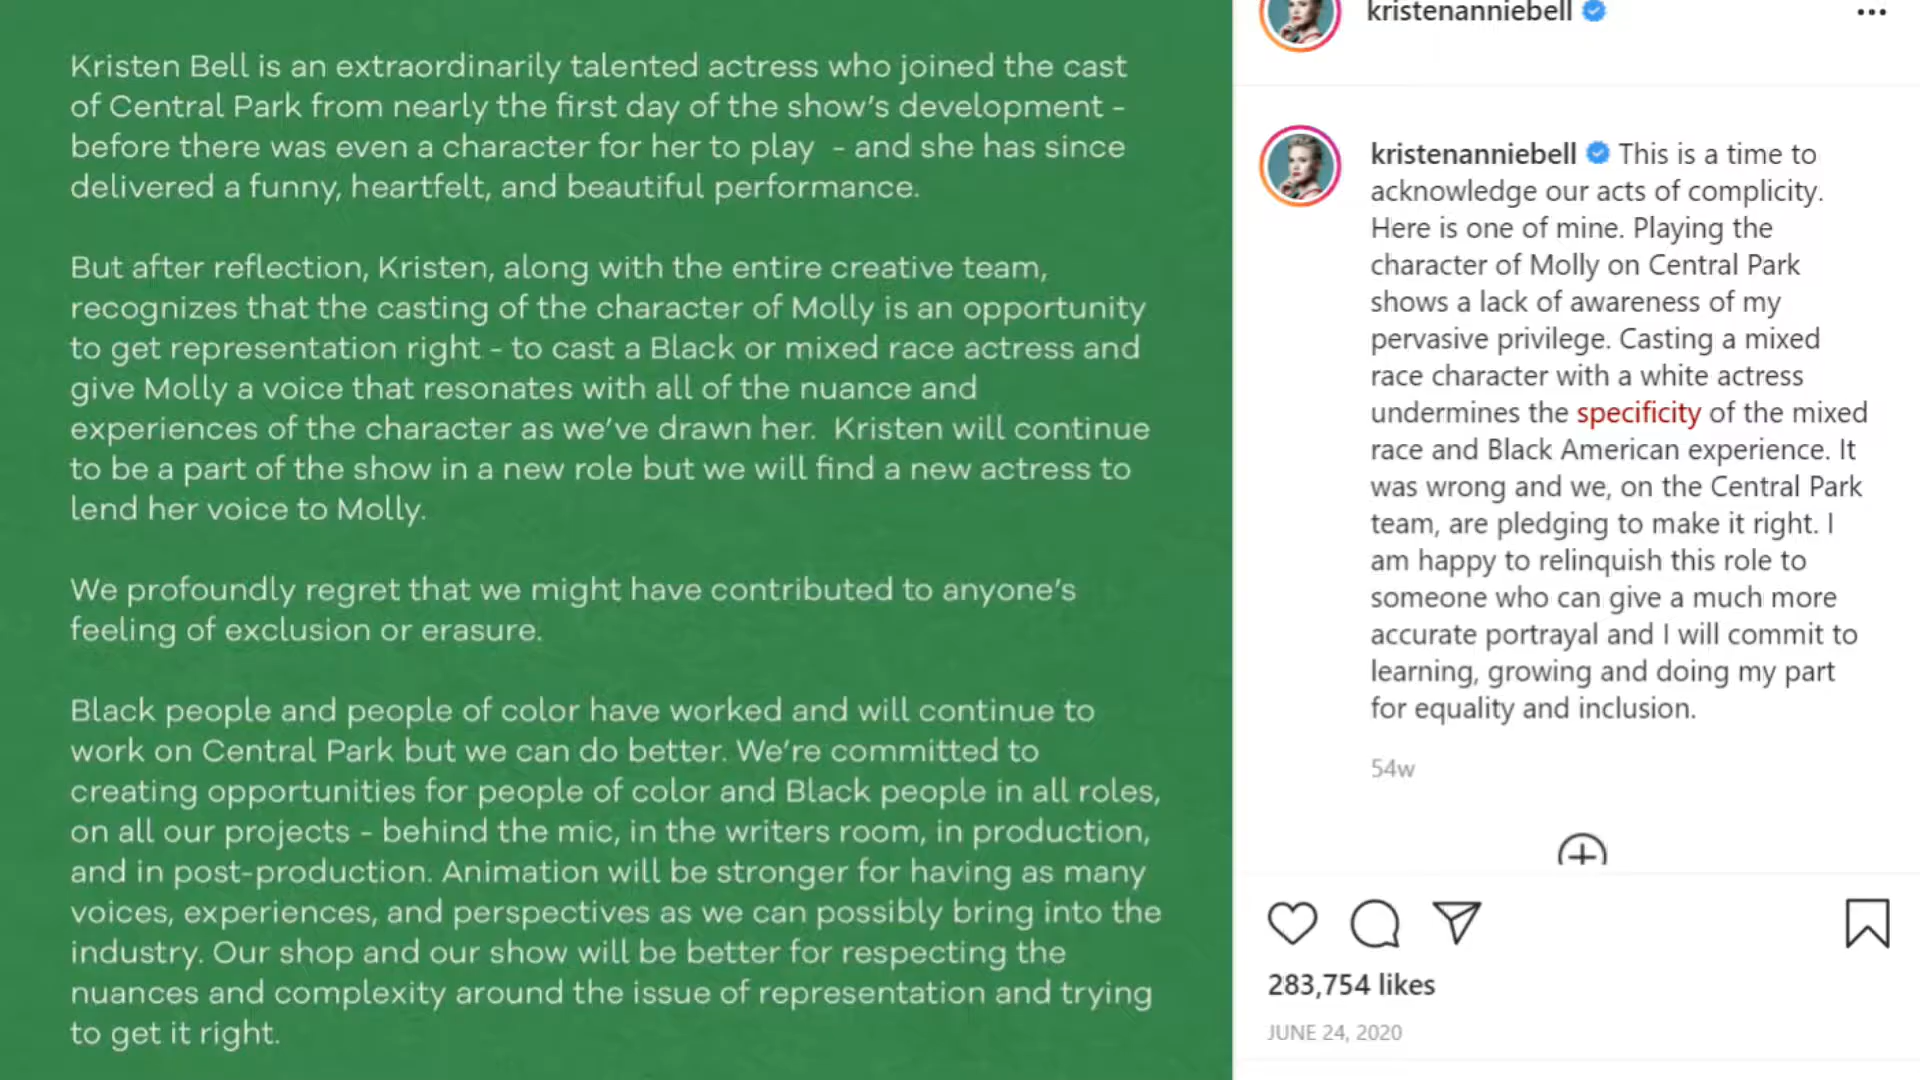 Kristen Bell is an extraordinarily talented actress who joined the cast
of Central Park from nearly the first day of the show's development -
before there was even a character for her to play - and she has since
delivered a funny, heartfelt, and beautiful performance.
But after reflection, Kristen, along with the entire creative team,
recognizes that the casting of the character of Molly is an opportunity
to get representation right - to cast a Black or mixed race actress and
give Molly a voice that resonates with all of the nuance and
experiences of the character as we've drawn her. Kristen will continue
to be a part of the show in a new role but we will find a new actress to
lend her voice to Molly.
We profoundly regret that we might have contributed to anyone's
feeling of exclusion or erasure.
Black people and people of color have worked and will continue to
work on Central Park but we can do better. We're committed to
creating opportunities for people of color and Black people in all roles,
on all our projects - behind the mic, in the writers room, in production,
and in post-production. Animation will be stronger for having as many
voices, experiences, and perspectives as we can possibly bring into the
industry. Our shop and our show will be better for respecting the
nuances and complexity around the issue of representation and trying
to get it right.
kristenanniebell
kristenanniebell This is a time to
acknowledge our acts of complicity.
Here is one of mine. Playing the
character of Molly on Central Park
shows a lack of awareness of my
pervasive privilege. Casting a mixed
race character with a white actress
undermines the specificity of the mixed
race and Black American experience. It
was wrong and we, on the Central Park
team, are pledging to make it right. I
am happy to relinquish this role to
someone who can give a much more
accurate portrayal and I will commit to
learning, growing and doing my part
for equality and inclusion.
54w
283,754 likes
JUNE 24, 2020